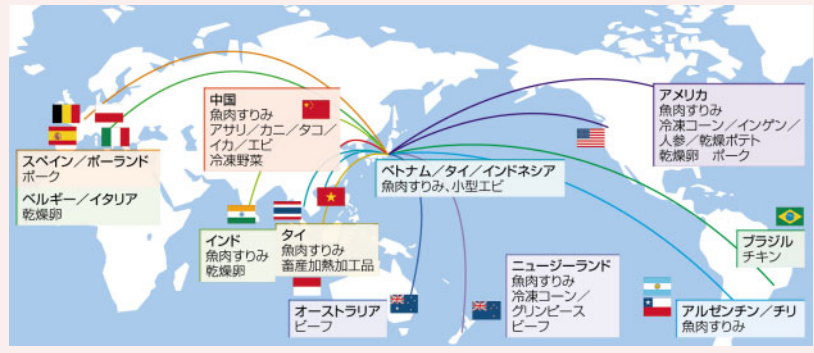 中国
魚肉すりみ
アサリ／カニ／タコ／
イカ／エビ
冷凍野菜
アメリカ
魚肉すりみ
冷凍コーン／インゲン／
人参／乾燥ポテト
乾燥卵　ポーク
スペイン／ポーランド
ポーク
ベルギー／イタリア
乾燥卵
ベトナム／タイ／インドネシア
魚肉すりみ、小型エビ
インド
魚肉すりみ
乾燥卵
タイ
魚肉すりみ
畜産加熱加工品
ブラジル
チキン
ニュージーランド
魚肉すりみ
冷凍コーン／
グリンピース
ビーフ
オーストラリア
ビーフ
アルゼンチン／チリ
魚肉すりみ